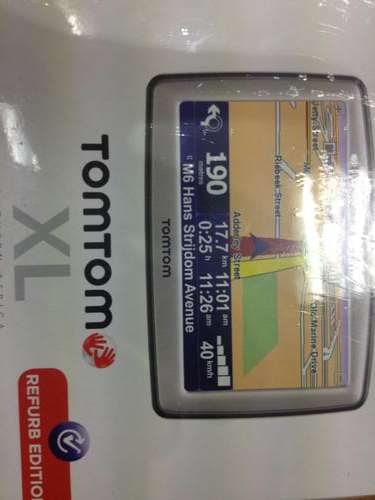 Riebeek Street
Adderley Street
190
metres
17.7 km 11:01 am
0:25 h 11:26 am
40 km/h
M6 Hans Strijdom Avenue
TOMTOM
TOMTOM
XL
REFURB EDITION